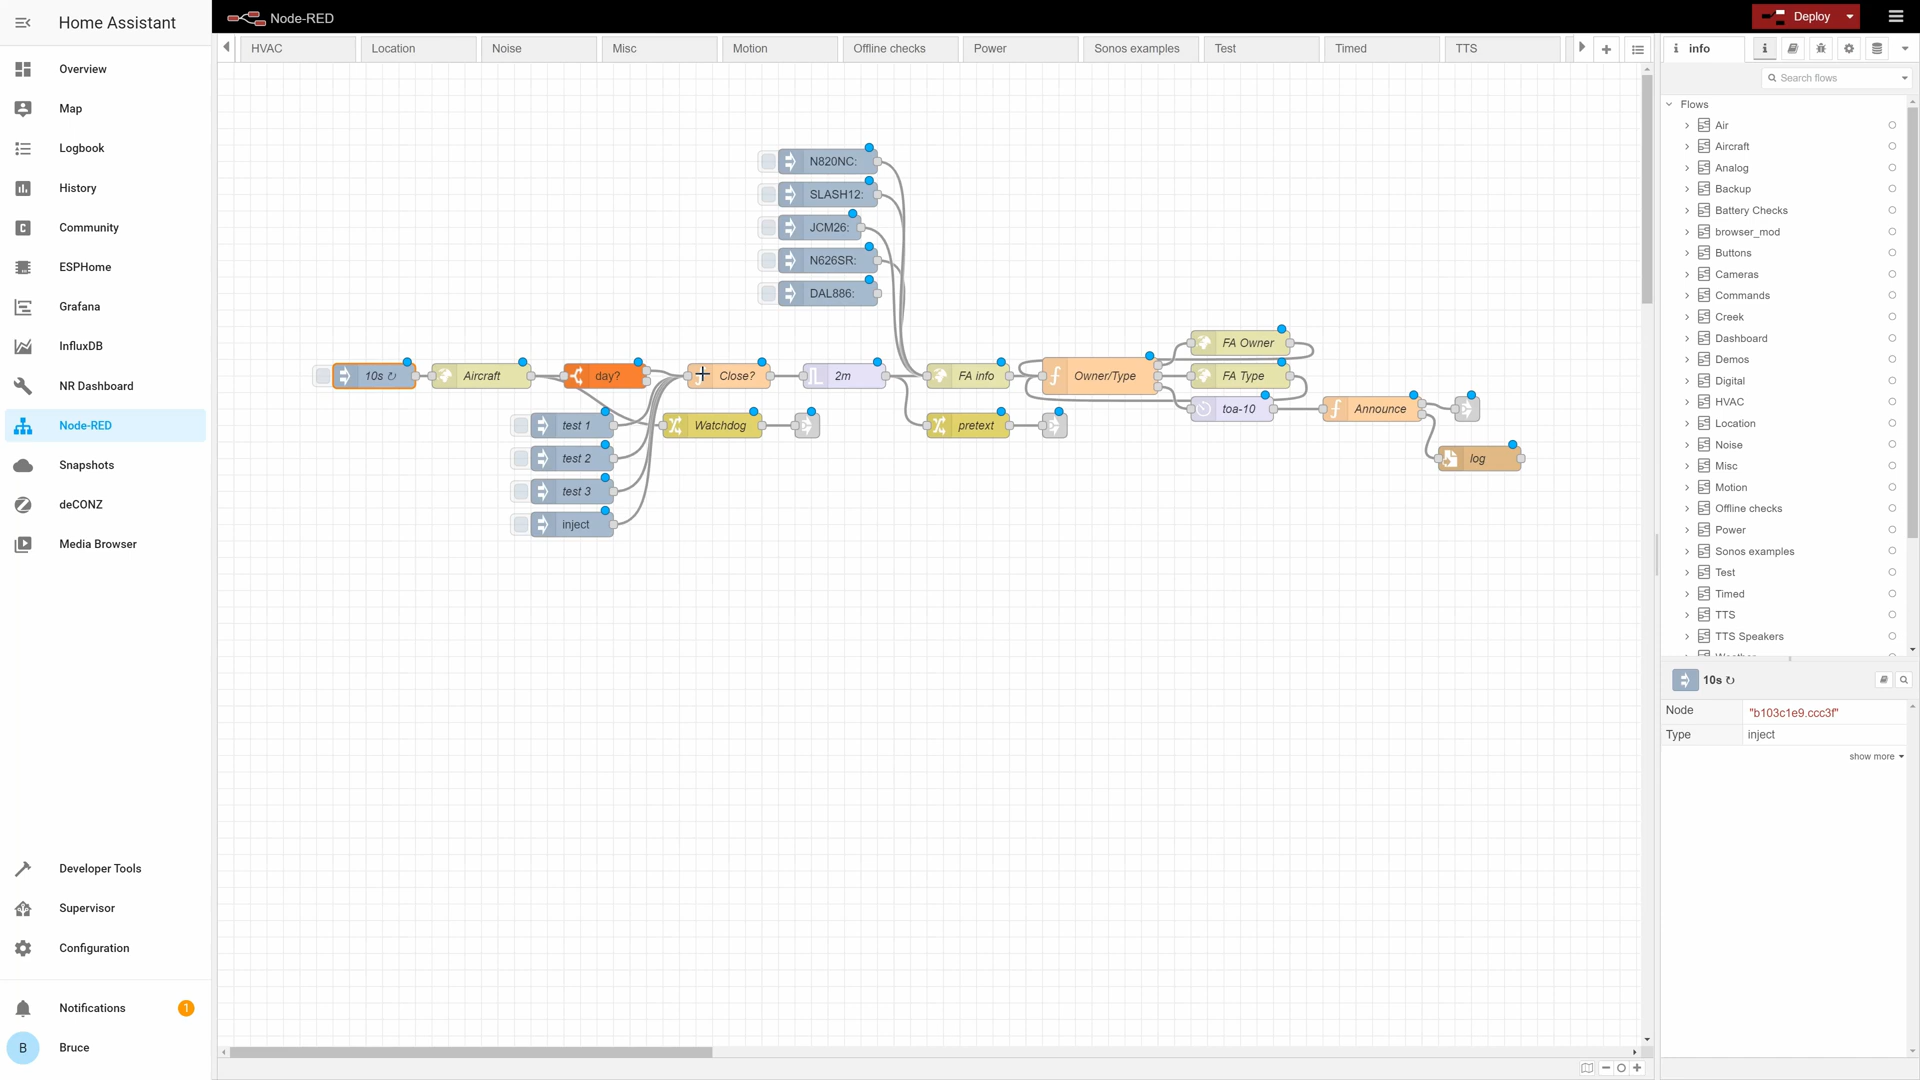 Home Assistant
Overview
Map
Logbook
History
Community
ESPHome
Grafana
InfluxDB
NR Dashboard
Node-RED
Snapshots
deCONZ
Media Browser
Developer Tools
Supervisor
Configuration
Notifications 1
B Bruce
Node-RED
Deploy
HVAC Location Noise Misc Motion Offline checks Power Sonos examples Test Timed TTS
N820NC:
SLASH12:
JCM26:
N626SR:
DAL886:
FA Owner
10s ↻ Aircraft day? Close? 2m FA info Owner/Type FA Type
toa-10 Announce
test 1 Watchdog pretext
test 2 log
test 3
inject
i info i
Search flows
Flows
Air
Aircraft
Analog
Backup
Battery Checks
browser_mod
Buttons
Cameras
Commands
Creek
Dashboard
Demos
Digital
HVAC
Location
Noise
Misc
Motion
Offline checks
Power
Sonos examples
Test
Timed
TTS
TTS Speakers
10s ↻
Node "b103c1e9.ccc3f"
Type inject
show more